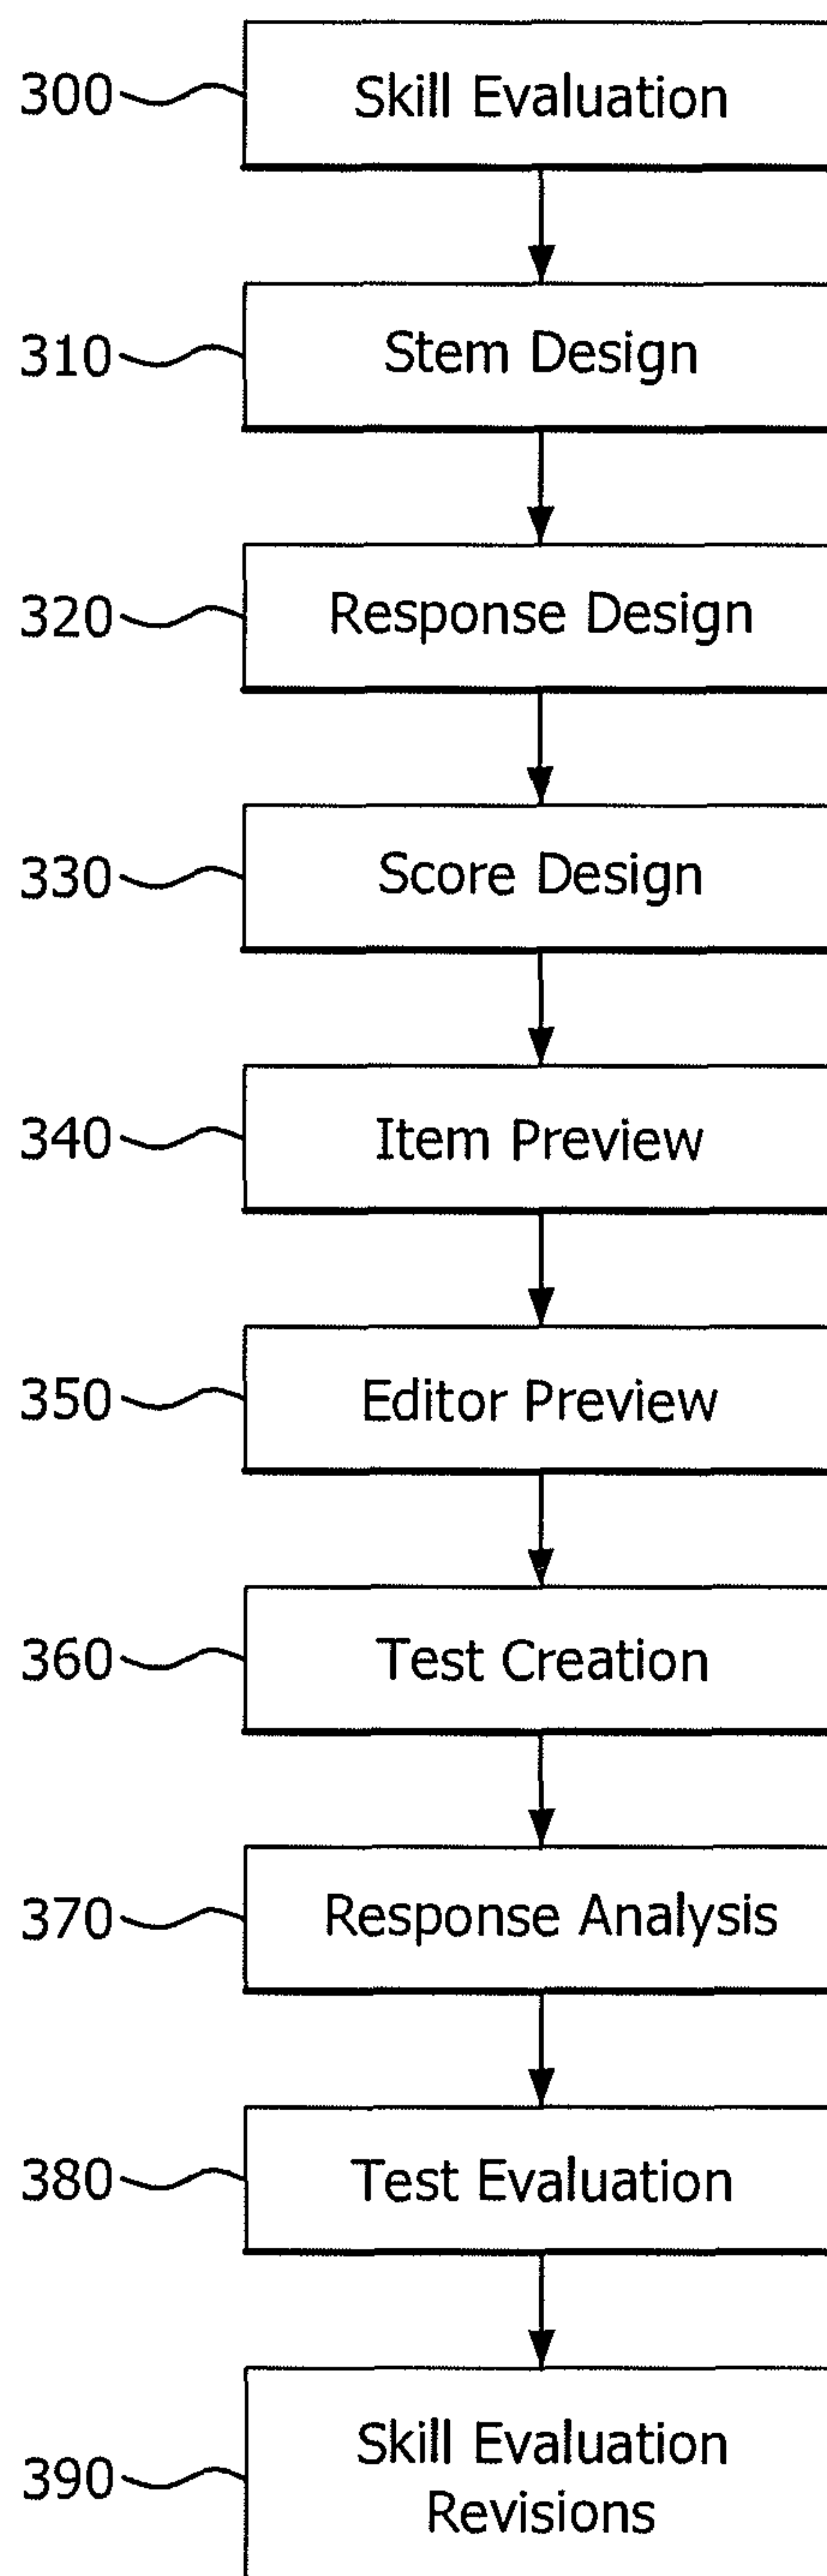 300 Skill Evaluation
310 Stem Design
320 Response Design
330 Score Design
340 Item Preview
350 Editor Preview
360 Test Creation
370 Response Analysis
380 Test Evaluation
390 Skill Evaluation
Revisions